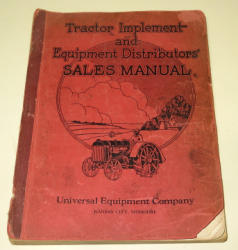 Tractor Implement
and
Equipment Distributors'
SALES MANUAL
Universal Equipment Company
KANSAS CITY, MISSOURI